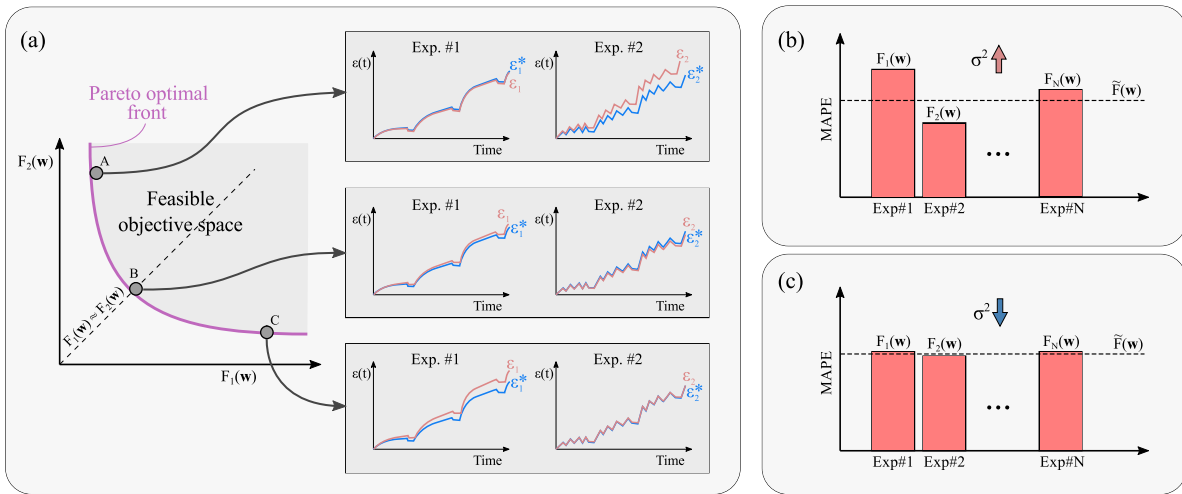 (a)
Pareto optimal
front
F₂(w)
A
Feasible
objective space
B
F₁(w) ≈ F₂(w)
C
F₁(w)
Exp. #1
Exp. #2
ε(t)
ε₁*
ε₁
Time
ε(t)
ε₂
ε₂*
Time
Exp. #1
Exp. #2
ε(t)
ε₁
ε₁*
Time
ε(t)
ε₂
ε₂*
Time
Exp. #1
Exp. #2
ε(t)
ε₁
ε₁*
Time
ε(t)
ε₂
ε₂*
Time
(b)
σ²
MAPE
F₁(w)
F₂(w)
...
F_N(w)
F̃(w)
Exp#1
Exp#2
Exp#N
(c)
σ²
MAPE
F₁(w)
F₂(w)
...
F_N(w)
F̃(w)
Exp#1
Exp#2
Exp#N